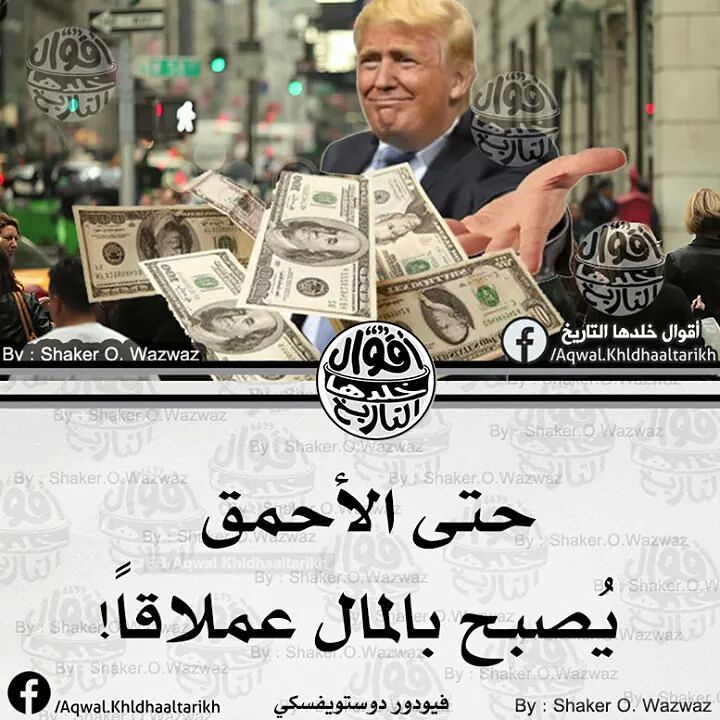 أقوال خلدها التاريخ
/Aqwal.Khldhaaltarikh
By : Shaker O. Wazwaz
أقوال
خلدها
التاريخ
حتى الأحمق
يُصبح بالمال عملاقاً!
/Aqwal.Khldhaaltarikh
فيودور دوستويفسكي
By : Shaker O. Wazwaz